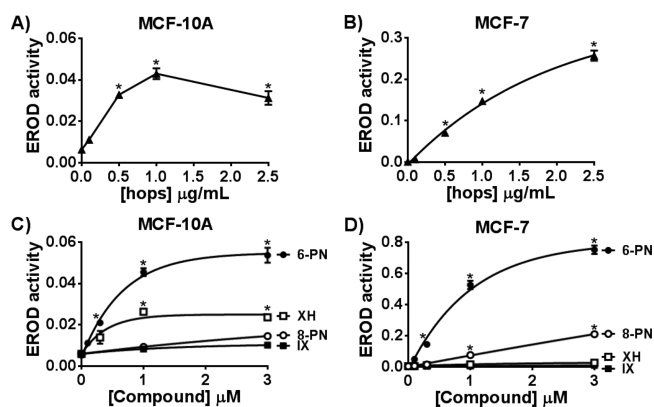 A) MCF-10A
EROD activity
0.06
0.04
0.02
0.00
* * * *
0.0 0.5 1.0 1.5 2.0 2.5
[hops] μg/mL
B) MCF-7
EROD activity
0.3
0.2
0.1
0.0
* * *
0.0 0.5 1.0 1.5 2.0 2.5
[hops] μg/mL
C) MCF-10A
EROD activity
0.06
0.04
0.02
0.00
* * * * *
6-PN
XH
8-PN
IX
0 1 2 3
[Compound] μM
D) MCF-7
EROD activity
0.8
0.6
0.4
0.2
0.0
* * * * *
6-PN
8-PN
XH
IX
0 1 2 3
[Compound] μM